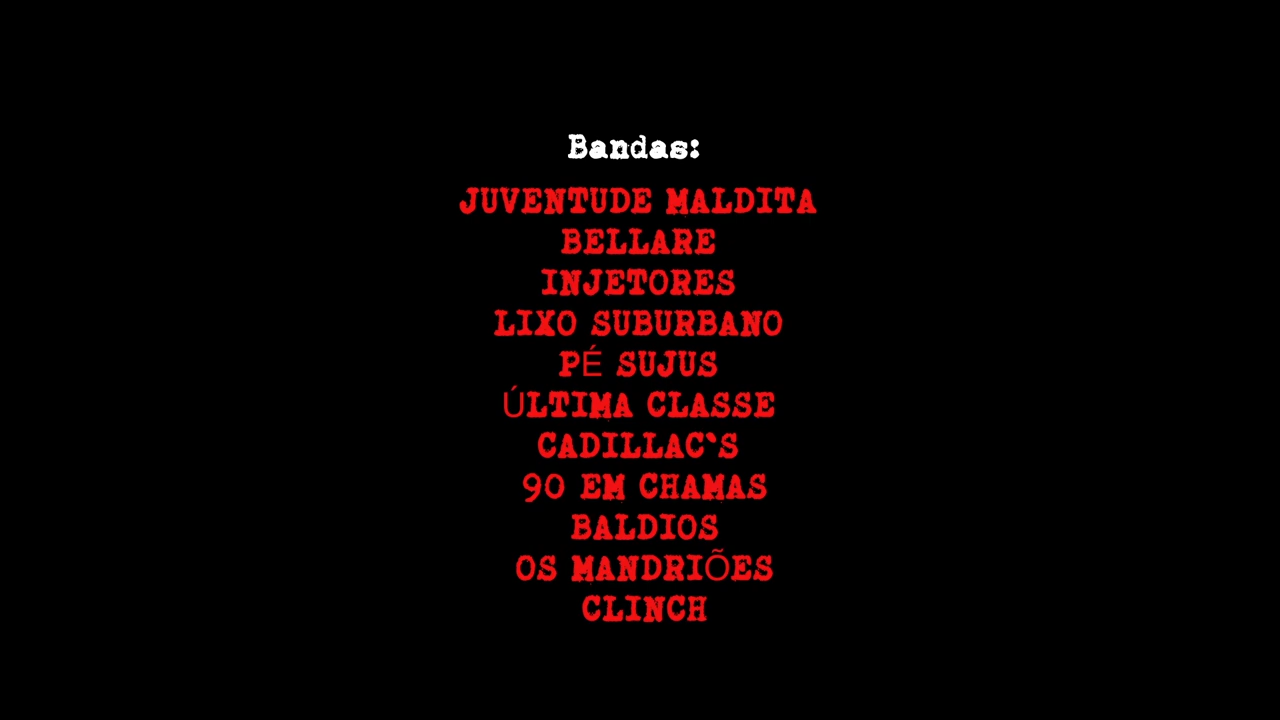 Bandas:
JUVENTUDE MALDITA
BELLARE
INJETORES
LIXO SUBURBANO
PÉ SUJUS
ÚLTIMA CLASSE
CADILLAC`S
90 EM CHAMAS
BALDIOS
OS MANDRIÕES
CLINCH